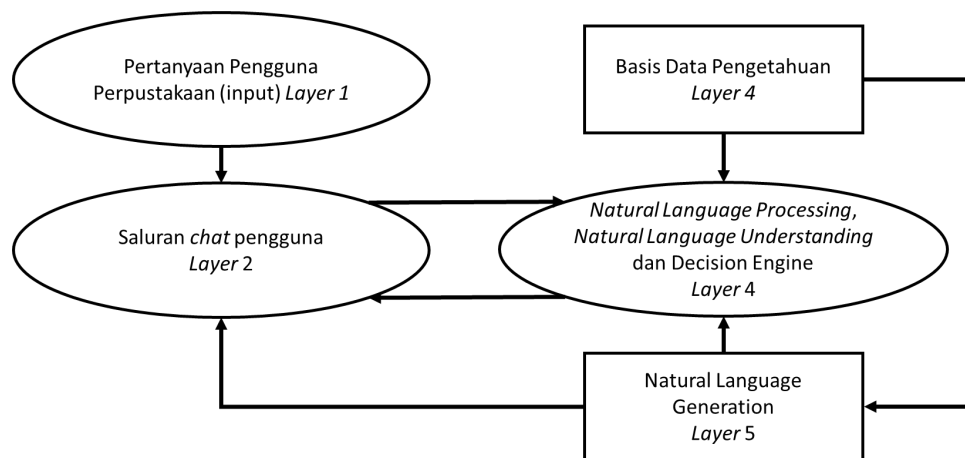 Pertanyaan Pengguna
Perpustakaan (input) Layer 1
Basis Data Pengetahuan
Layer 4
Saluran chat pengguna
Layer 2
Natural Language Processing,
Natural Language Understanding
dan Decision Engine
Layer 4
Natural Language
Generation
Layer 5